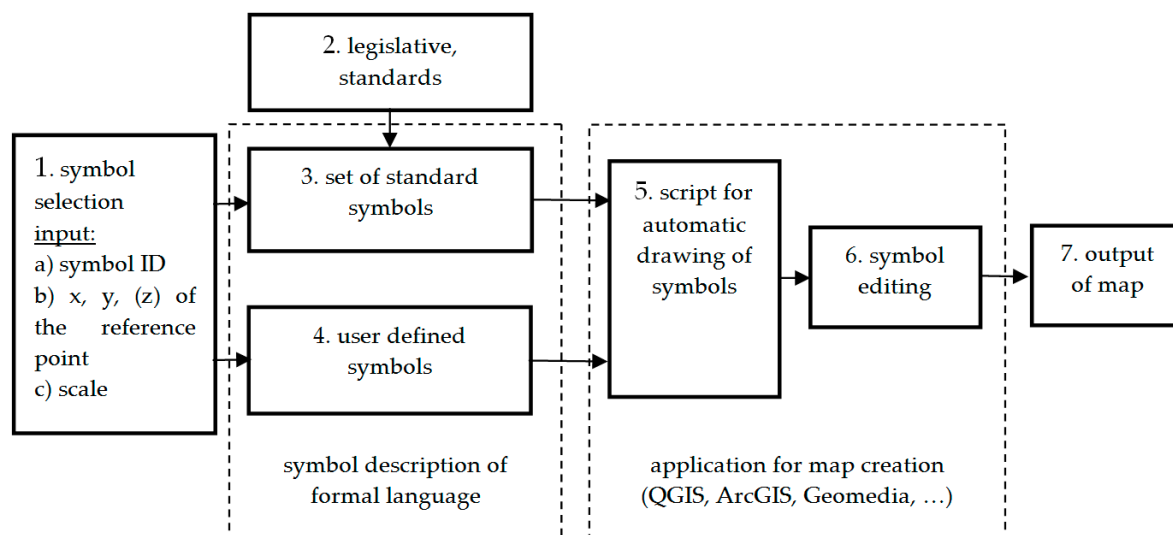 2. legislative,
standards
1. symbol
selection
input:
a) symbol ID
b) x, y, (z) of
the reference
point
c) scale
3. set of standard
symbols
4. user defined
symbols
symbol description of
formal language
5. script for
automatic
drawing of
symbols
6. symbol
editing
application for map creation
(QGIS, ArcGIS, Geomedia, …)
7. output
of map